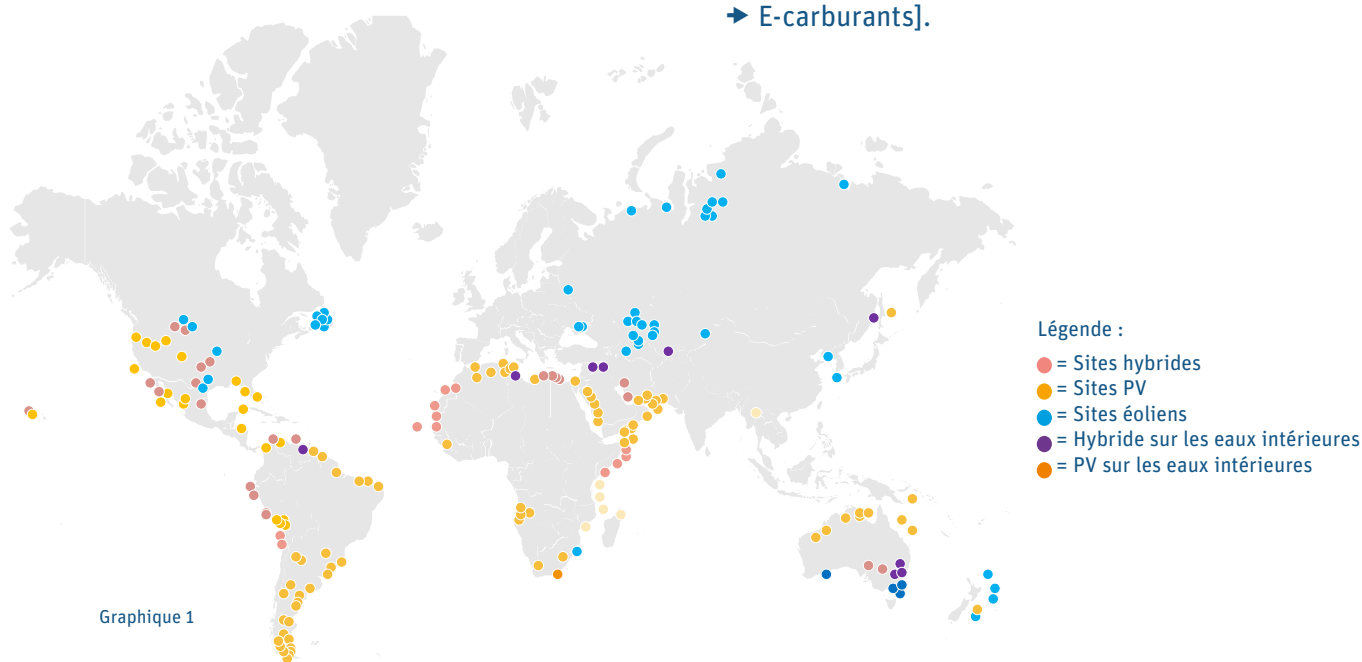 ➔ E-carburants].
Légende :
= Sites hybrides
= Sites PV
= Sites éoliens
= Hybride sur les eaux intérieures
= PV sur les eaux intérieures
Graphique 1